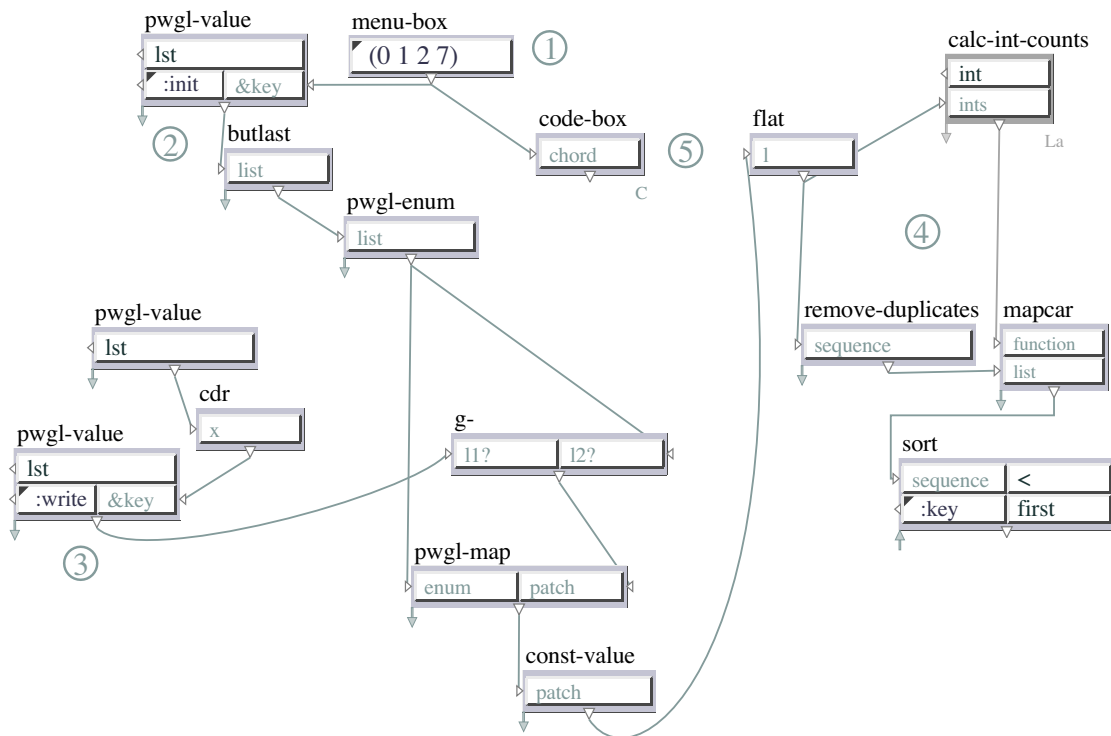 pwgl-value
lst
:init &key
menu-box
(0 1 2 7)
①
②
butlast
list
code-box
chord
C
⑤
flat
l
calc-int-counts
int
ints
La
pwgl-enum
list
④
pwgl-value
lst
cdr
x
pwgl-value
lst
:write &key
③
g-
l1? l2?
remove-duplicates
sequence
mapcar
function
list
sort
sequence <
:key first
pwgl-map
enum patch
const-value
patch